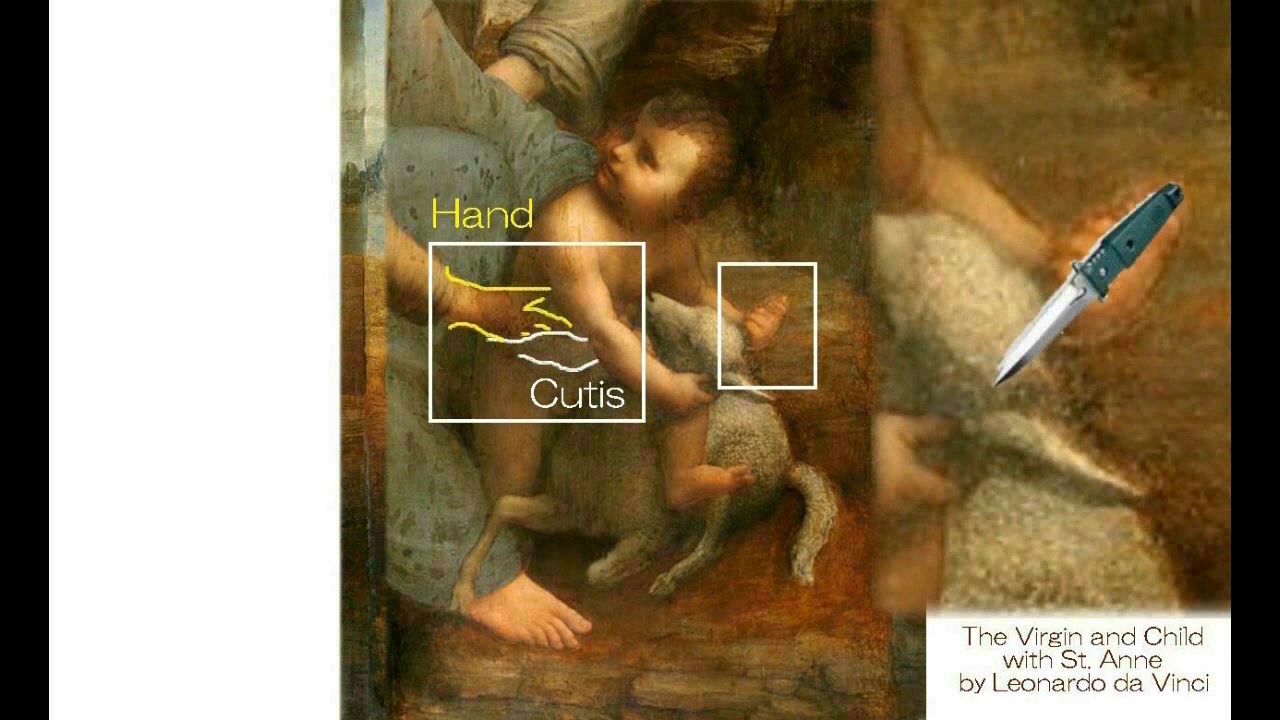 Hand
Cutis
The Virgin and Child
with St. Anne
by Leonardo da Vinci